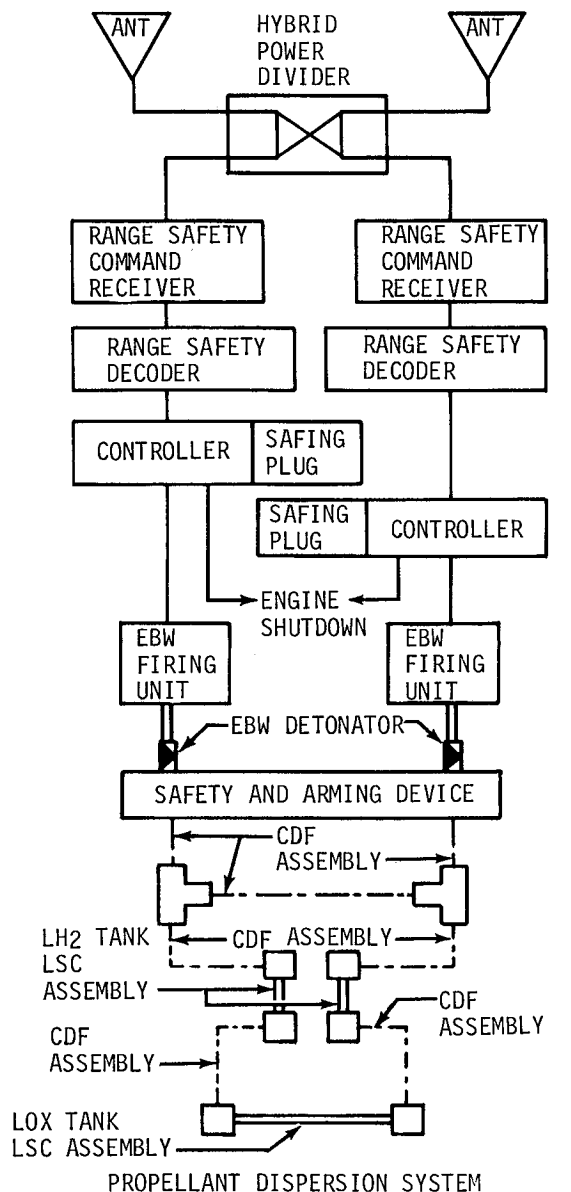 ANT
HYBRID
POWER
DIVIDER
ANT
RANGE SAFETY
COMMAND
RECEIVER
RANGE SAFETY
COMMAND
RECEIVER
RANGE SAFETY
DECODER
RANGE SAFETY
DECODER
CONTROLLER
SAFING
PLUG
SAFING
PLUG
CONTROLLER
ENGINE
SHUTDOWN
EBW
FIRING
UNIT
EBW
FIRING
UNIT
EBW DETONATOR
SAFETY AND ARMING DEVICE
CDF
ASSEMBLY
LH2 TANK
LSC
ASSEMBLY
CDF ASSEMBLY
CDF
ASSEMBLY
CDF
ASSEMBLY
LOX TANK
LSC ASSEMBLY
PROPELLANT DISPERSION SYSTEM